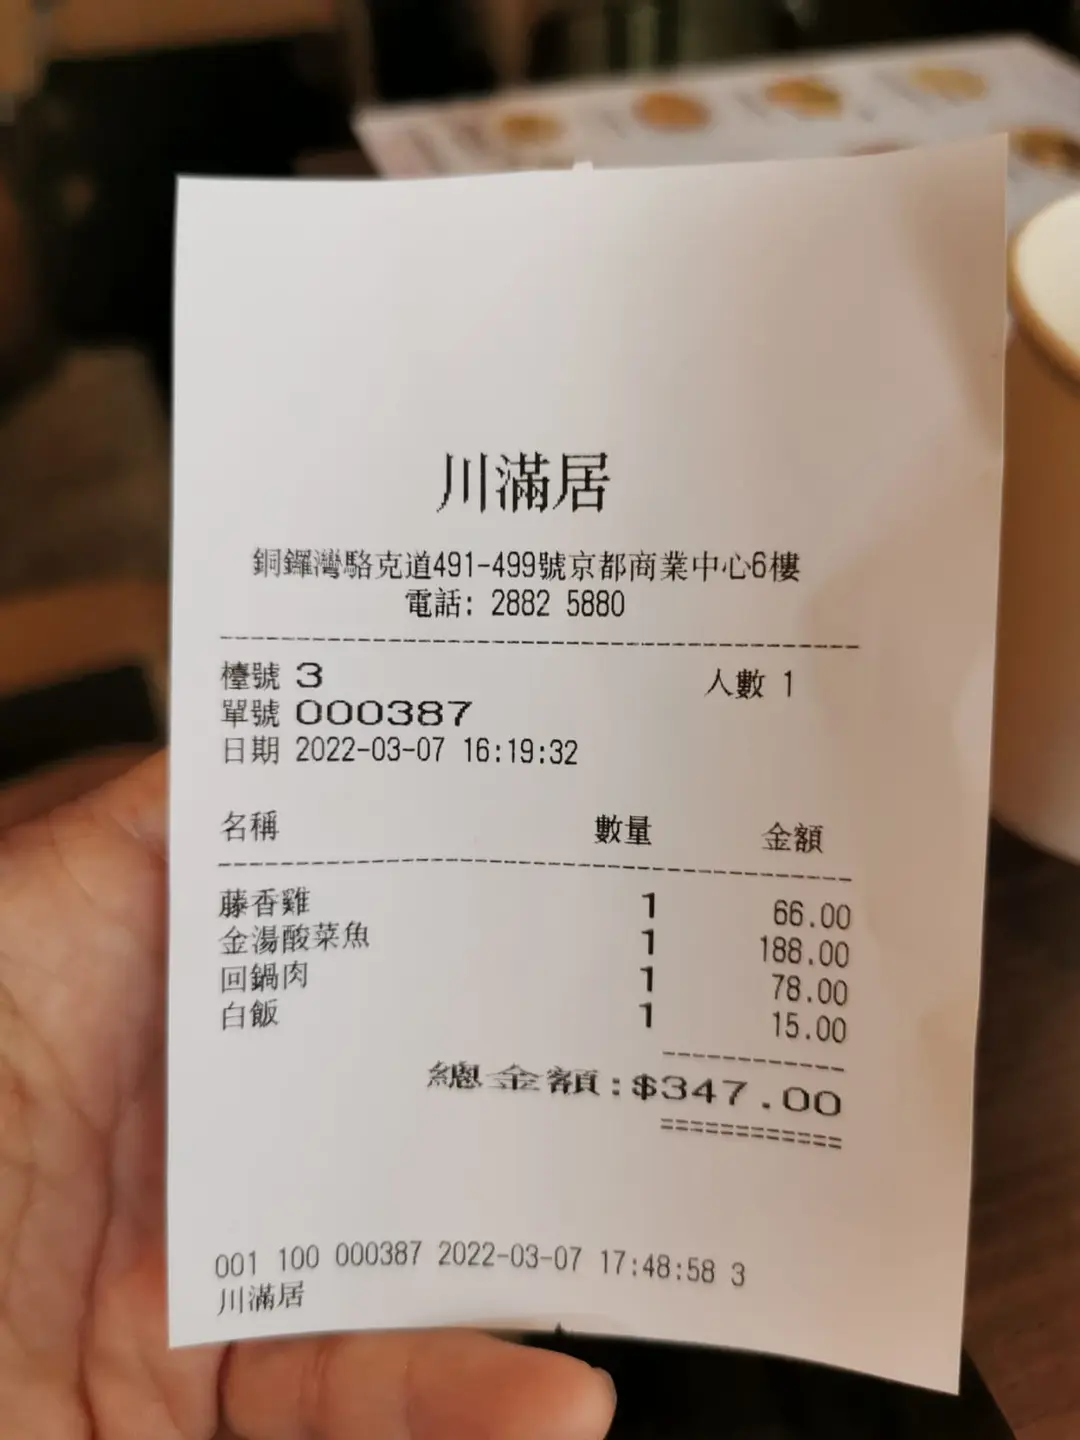 川滿居
銅鑼灣駱克道491-499號京都商業中心6樓
電話: 2882 5880
檯號 3 人數 1
單號 000387
日期 2022-03-07 16:19:32
名稱 數量 金額
藤香雞 1 66.00
金湯酸菜魚 1 188.00
回鍋肉 1 78.00
白飯 1 15.00
總金額:$347.00
001 100 000387 2022-03-07 17:48:58 3
川滿居